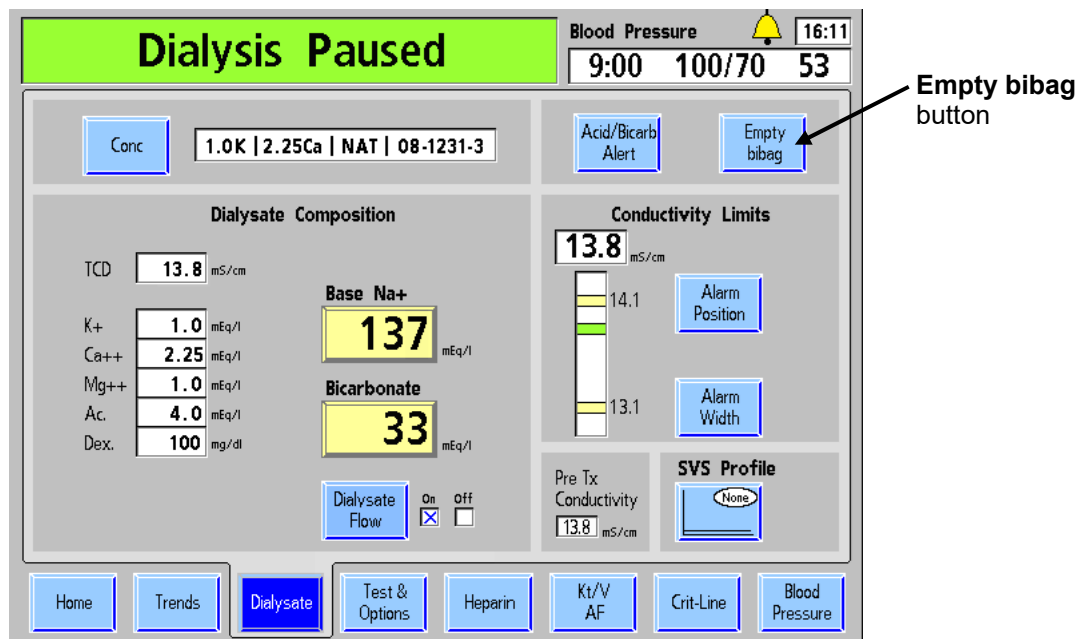 Dialysis Paused
Blood Pressure
16:11
9:00 100/70 53
Empty bibag
button
Conc
1.0K | 2.25Ca | NAT | 08-1231-3
Acid/Bicarb
Alert
Empty
bibag
Dialysate Composition
TCD 13.8 mS/cm
K+ 1.0 mEq/l
Ca++ 2.25 mEq/l
Mg++ 1.0 mEq/l
Ac. 4.0 mEq/l
Dex. 100 mg/dl
Base Na+
137 mEq/l
Bicarbonate
33 mEq/l
Dialysate
Flow
On Off
Conductivity Limits
13.8 mS/cm
14.1
13.1
Alarm
Position
Alarm
Width
Pre Tx
Conductivity
13.8 mS/cm
SVS Profile
None
Home
Trends
Dialysate
Test &
Options
Heparin
Kt/V
AF
Crit-Line
Blood
Pressure